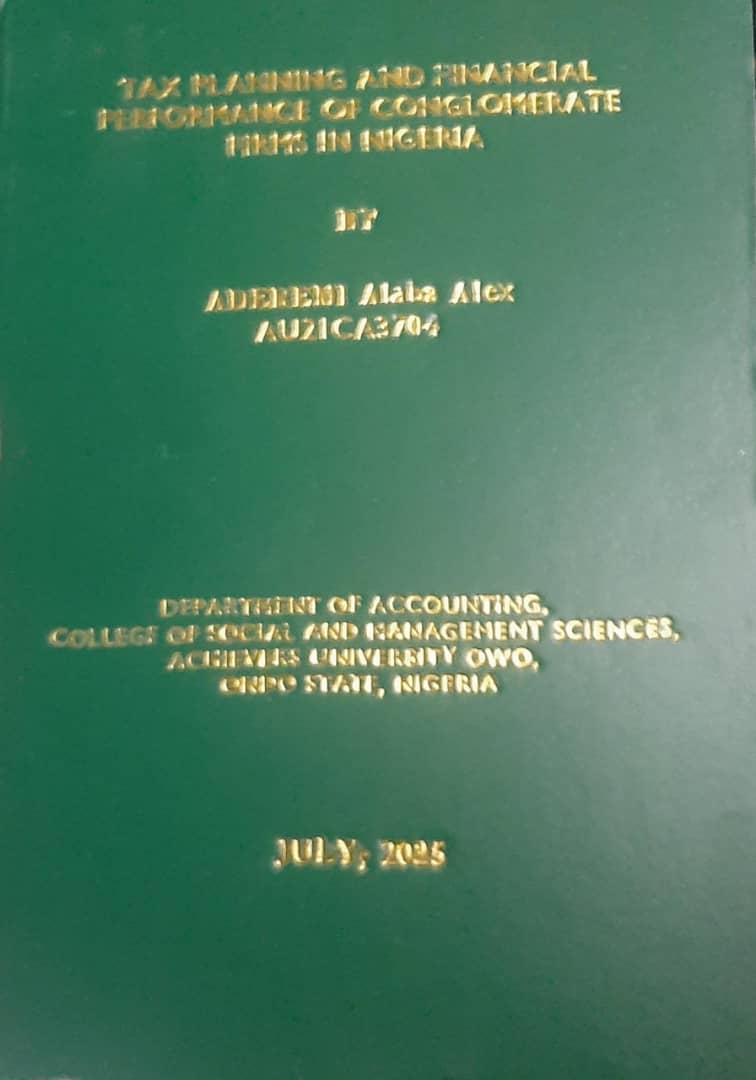 TAX PLANNING AND FINANCIAL
PERFORMANCE OF CONGLOMERATE
FIRMS IN NIGERIA
BY
ADEREMI Alaba Alex
AU21CA3704
DEPARTMENT OF ACCOUNTING,
COLLEGE OF SOCIAL AND MANAGEMENT SCIENCES,
ACHIEVERS UNIVERSITY OWO,
ONDO STATE, NIGERIA
JULY, 2025